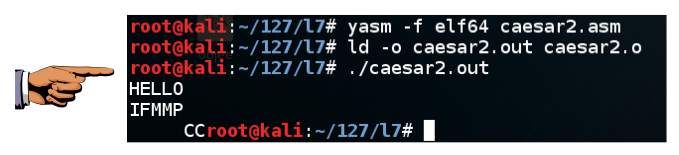 root@kali:~/127/l7# yasm -f elf64 caesar2.asm
root@kali:~/127/l7# ld -o caesar2.out caesar2.o
root@kali:~/127/l7# ./caesar2.out
HELLO
IFMMP
     CCroot@kali:~/127/l7#